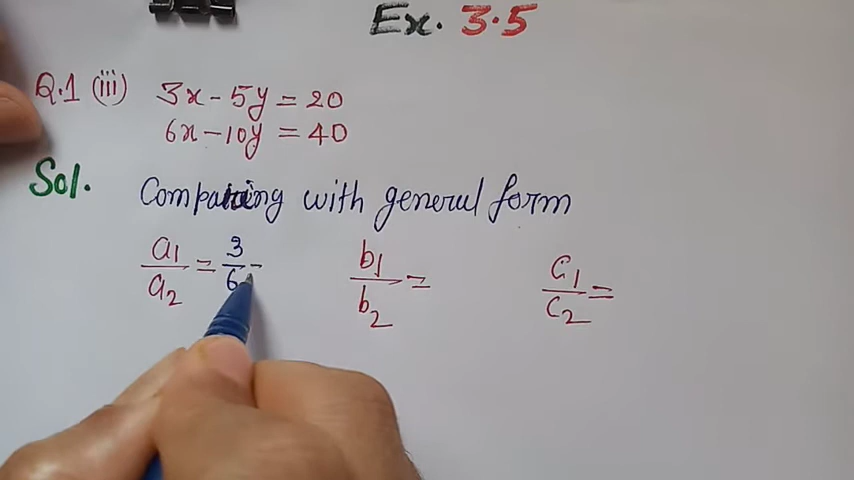 Ex. 3.5
Q.1 (iii) 3x - 5y = 20
6x - 10y = 40
Sol. Comparing with general form
a1/a2 = 3/6 = b1/b2 = c1/c2 =